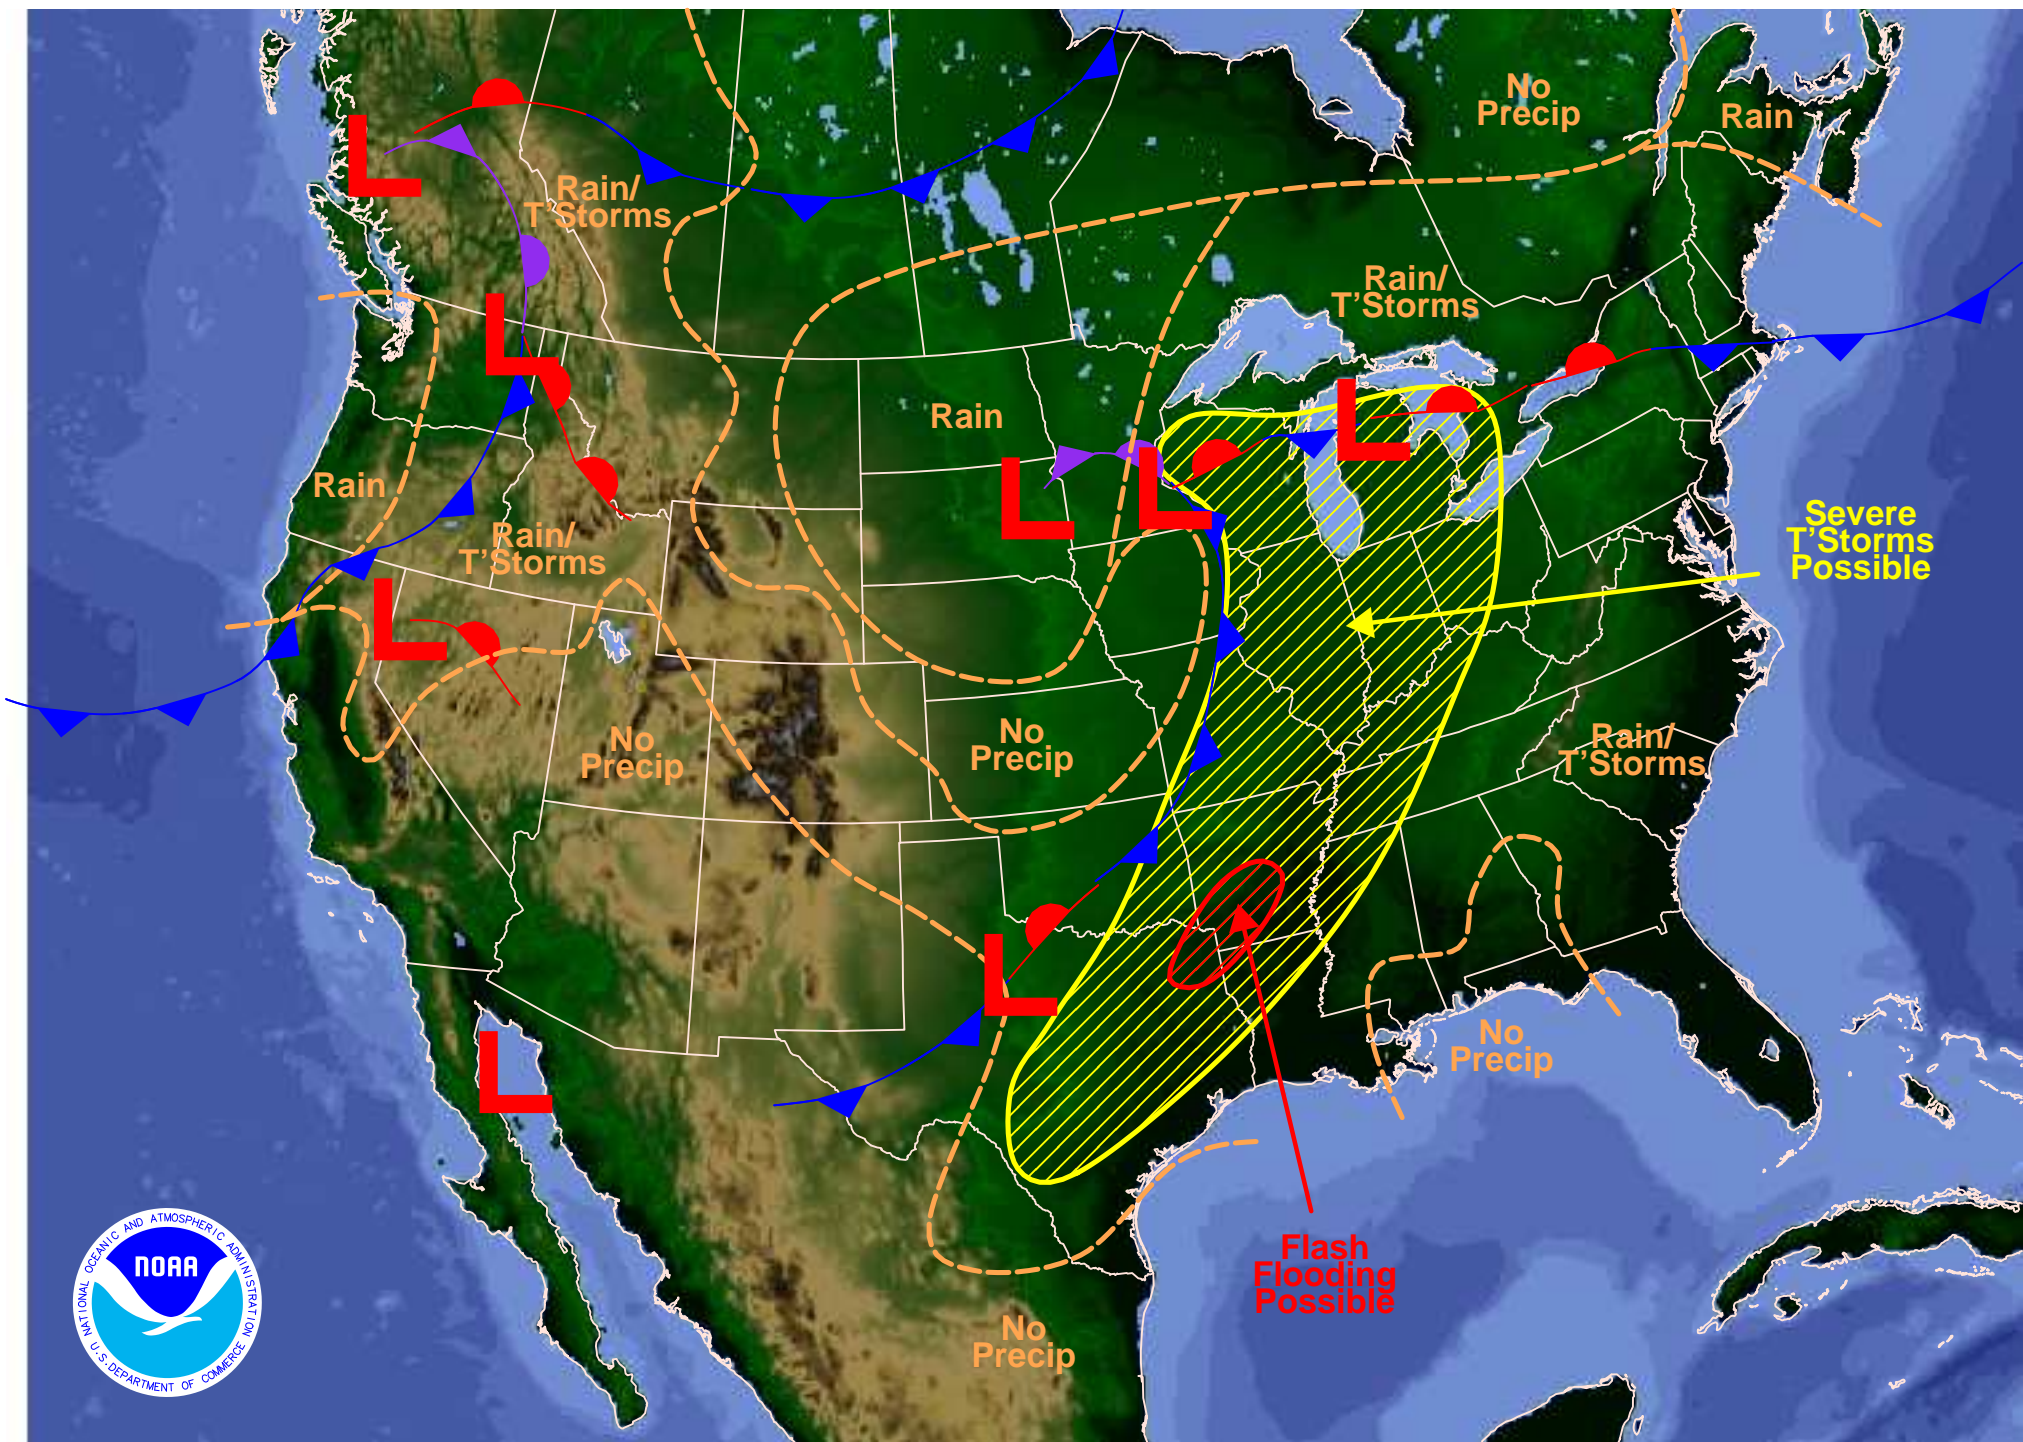 No
Precip
Rain
Rain/
T'Storms
Rain/
T'Storms
Rain
Rain
Severe
T'Storms
Possible
Rain/
T'Storms
No
Precip
No
Precip
Rain/
T'Storms
No
Precip
Flash
Flooding
Possible
No
Precip
L
L
L
L
L
L
L
L
NATIONAL OCEANIC AND ATMOSPHERIC ADMINISTRATION
NOAA
U.S. DEPARTMENT OF COMMERCE